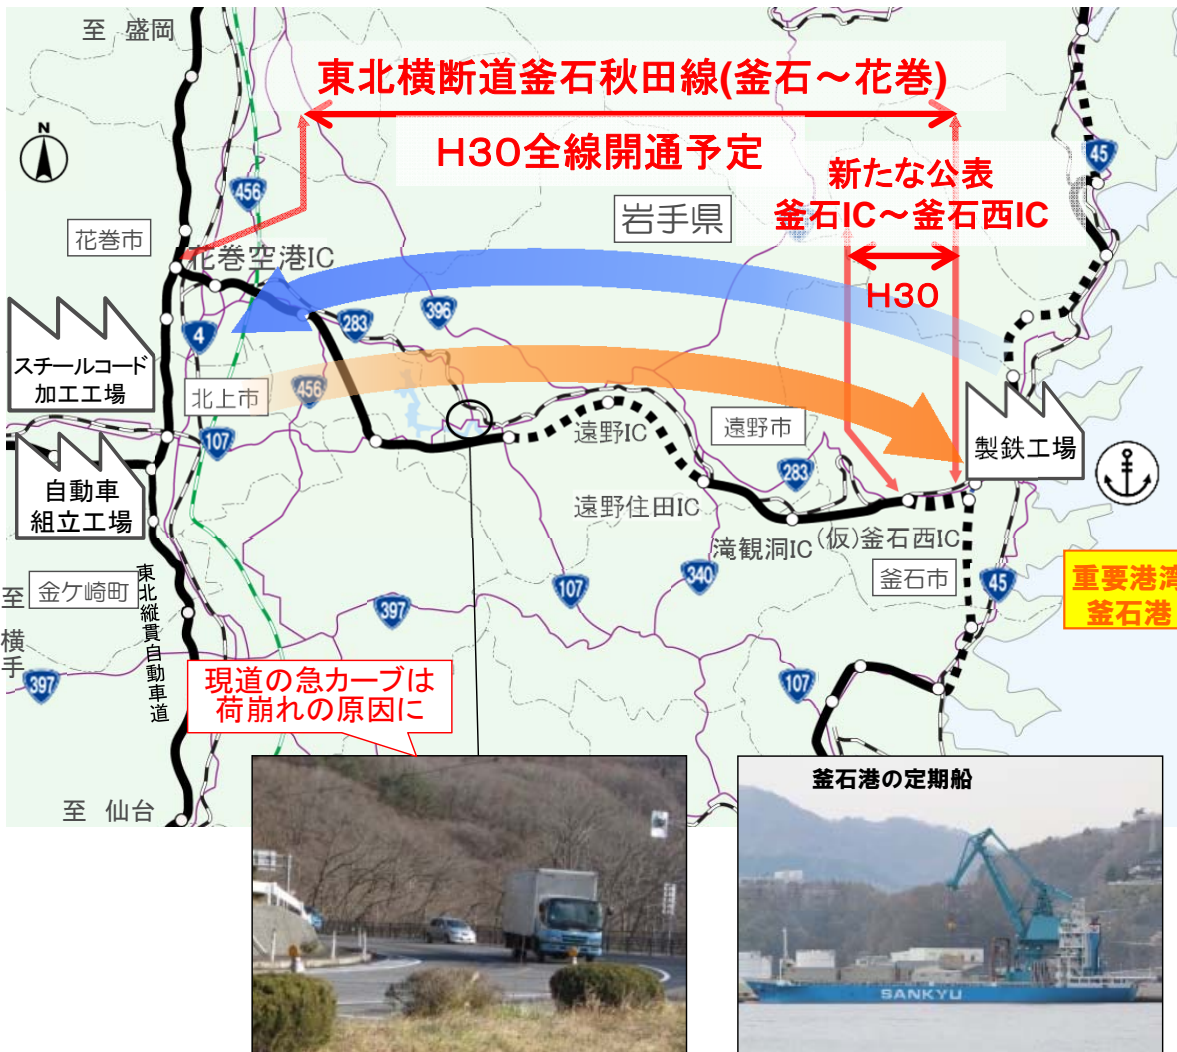 至 盛岡
東北横断道釜石秋田線(釜石～花巻)
H30全線開通予定
N
45
456
新たな公表
釜石IC～釜石西IC
岩手県
花巻市
花巻空港IC
H30
396
283
4
スチールコード
加工工場
北上市
456
遠野IC
遠野市
製鉄工場
107
283
自動車
組立工場
遠野住田IC
滝観洞IC
(仮)釜石西IC
釜石市
45
重要港湾
釜石港
340
107
397
至 横手
金ケ崎町
東北縦貫自動車道
397
107
現道の急カーブは
荷崩れの原因に
至 仙台
釜石港の定期船
SANKYU